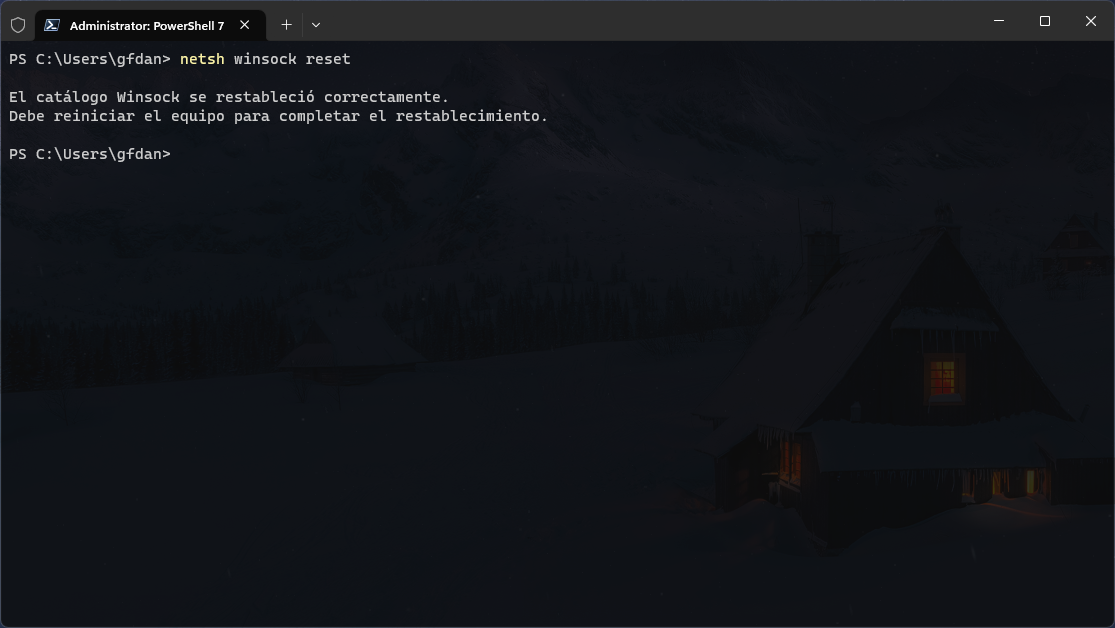 Administrator: PowerShell 7
PS C:\Users\gfdan> netsh winsock reset
El catálogo Winsock se restableció correctamente.
Debe reiniciar el equipo para completar el restablecimiento.
PS C:\Users\gfdan>